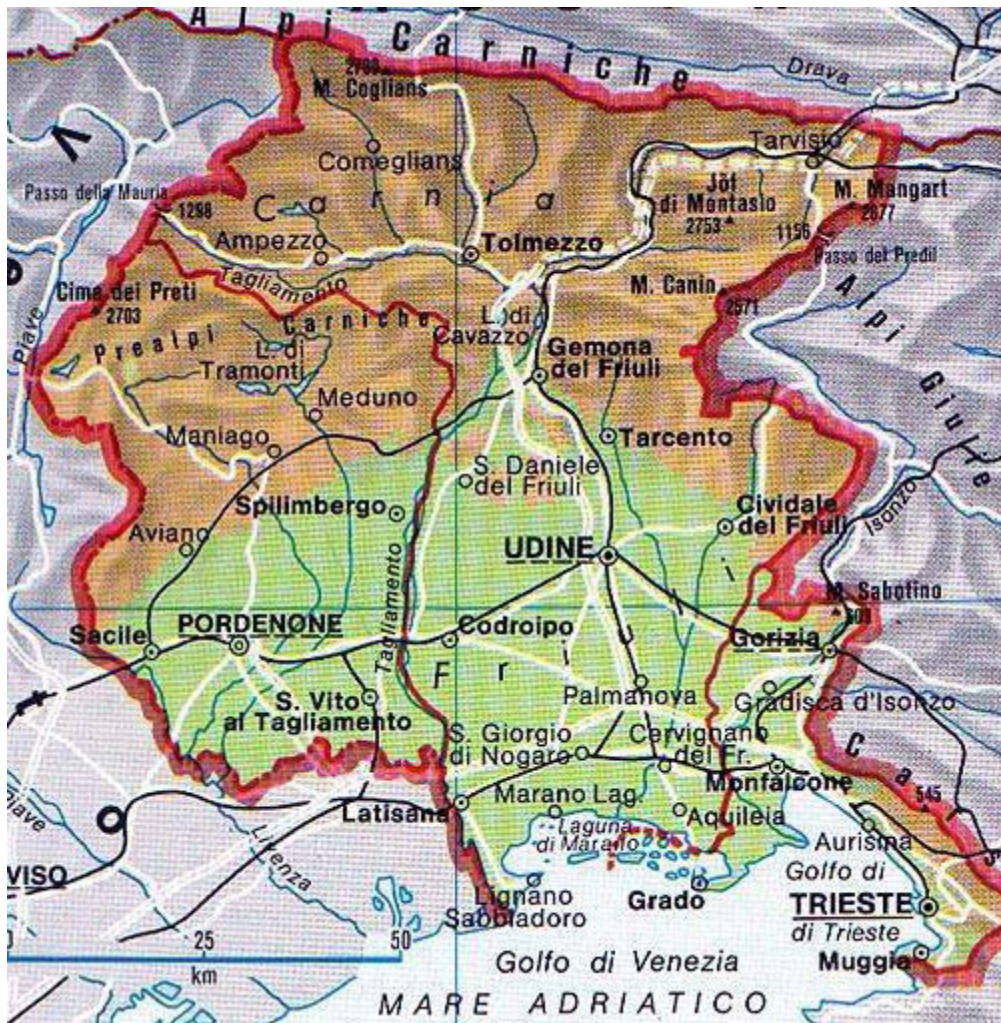 Alpi Carniche
Drava
M. Coglians
Tarvisio
Comeglians
Jôf
di Montasio
2753
M. Mangart
2677
Passo della Mauria
1298
Carnia
1156
Passo del Predil
Ampezzo
Tolmezzo
Tagliamento
M. Canin
2571
Cima dei Preti
2703
Piave
Prealpi Carniche
L. di
Cavazzo
L. di
Tramonti
Gemona
del Friuli
Alpi Giulie
Meduno
Maniago
Tarcento
S. Daniele
del Friuli
Spilimbergo
Cividale
del Friuli
Isonzo
Aviano
UDINE
Tagliamento
M. Sabotino
609
Sacile
PORDENONE
Codroipo
Gorizia
Friuli
S. Vito
al Tagliamento
Palmanova
Gradisca d'Isonzo
S. Giorgio
di Nogaro
Cervignano
del Fr.
Monfalcone
Car
545
Latisana
Marano Lag.
Aquileia
Piave
Livenza
Laguna
di Marano
Aurisina
VISO
Lignano
Sabbiadoro
Grado
Golfo di
TRIESTE
di Trieste
Muggia
0 25 50
km
Golfo di Venezia
MARE ADRIATICO